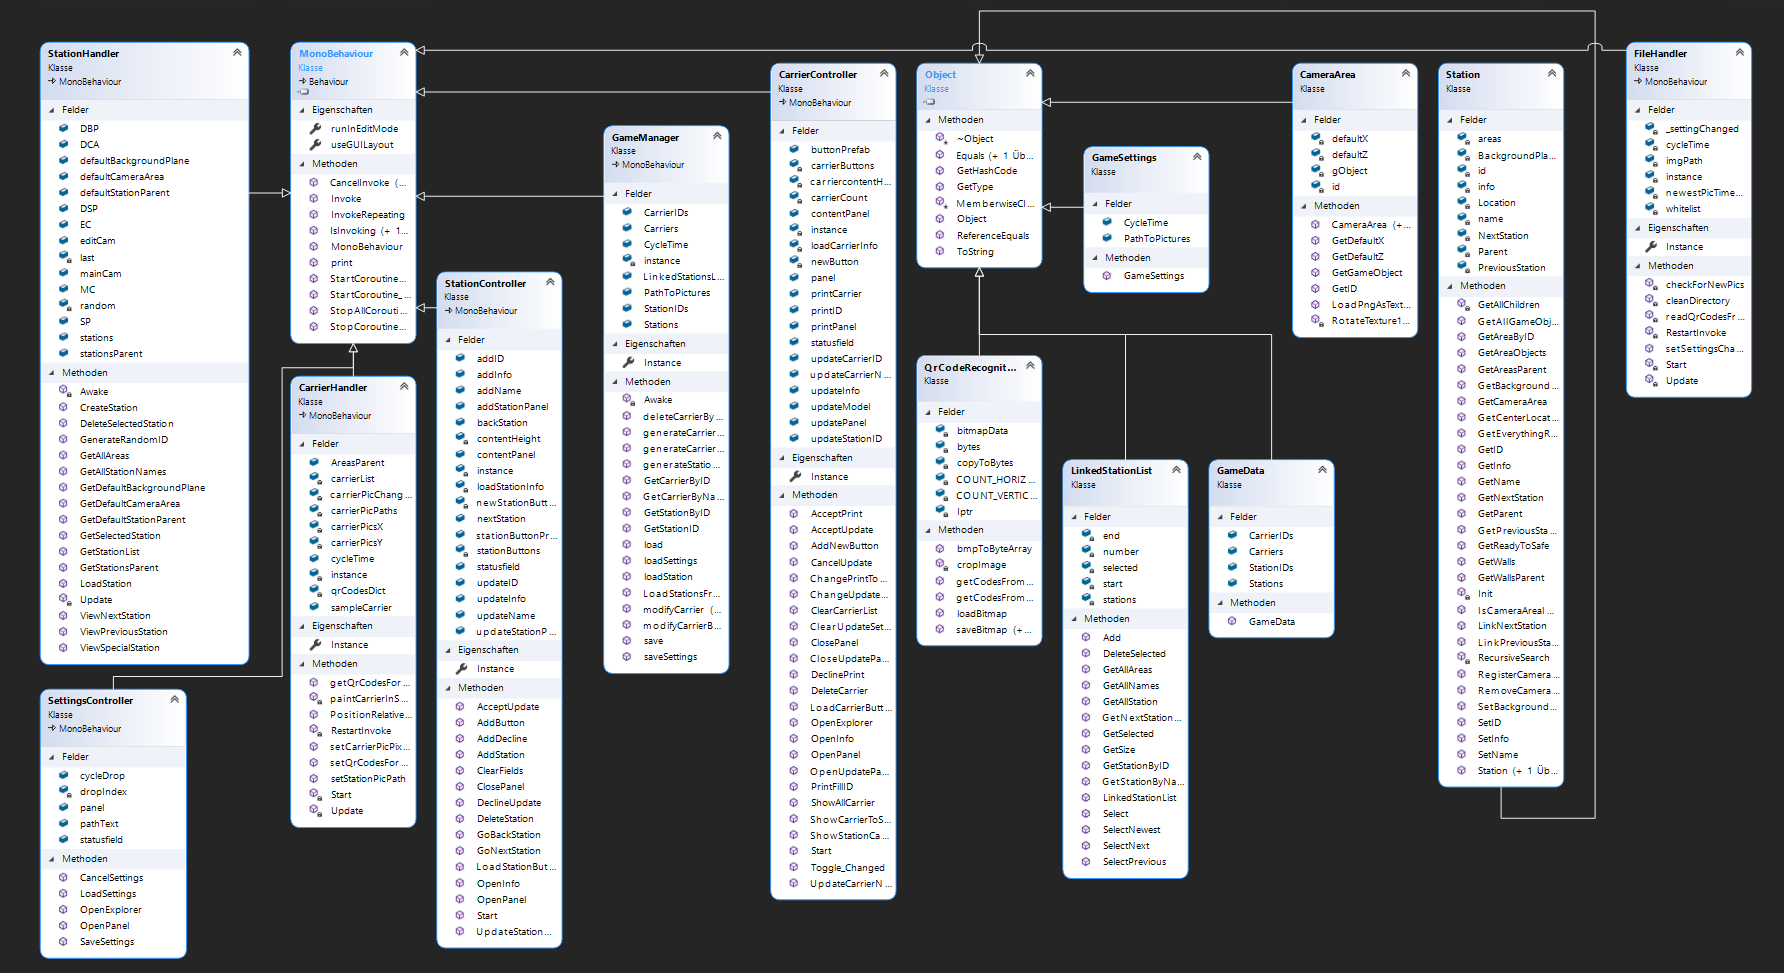 StationHandler
Klasse
MonoBehaviour
Felder
DBP
DCA
defaultBackgroundPlane
defaultCameraArea
defaultStationParent
DSP
EC
editCam
last
mainCam
MC
random
SP
stations
stationsParent
Methoden
Awake
CreateStation
DeleteSelectedStation
GenerateRandomID
GetAllAreas
GetAllStationNames
GetDefaultBackgroundPlane
GetDefaultCameraArea
GetDefaultStationParent
GetSelectedStation
GetStationList
GetStationsParent
LoadStation
Update
ViewNextStation
ViewPreviousStation
ViewSpecialStation
SettingsController
Klasse
MonoBehaviour
Felder
cycleDrop
dropIndex
panel
pathText
statusfield
Methoden
CancelSettings
LoadSettings
OpenExplorer
OpenPanel
SaveSettings
MonoBehaviour
Klasse
Behaviour
Eigenschaften
runInEditMode
useGUILayout
Methoden
CancelInvoke (...
Invoke
InvokeRepeating
IsInvoking (+ 1...
MonoBehaviour
print
StartCoroutine...
StartCoroutine_...
StopAllCorouti...
StopCoroutine...
CarrierHandler
Klasse
MonoBehaviour
Felder
AreasParent
carrierList
carrierPicChang...
carrierPicPaths
carrierPicsX
carrierPicsY
cycleTime
instance
qrCodesDict
sampleCarrier
Eigenschaften
Instance
Methoden
getQrCodesFor...
paintCarrierInS...
PositionRelative...
RestartInvoke
setCarrierPicPix...
setQrCodesFor...
setStationPicPath
Start
Update
StationController
Klasse
MonoBehaviour
Felder
addID
addInfo
addName
addStationPanel
backStation
contentHeight
contentPanel
instance
loadStationInfo
newStationButt...
nextStation
stationButtonPr...
stationButtons
statusfield
updateID
updateInfo
updateName
updateStationP...
Eigenschaften
Instance
Methoden
AcceptUpdate
AddButton
AddDecline
AddStation
ClearFields
ClosePanel
DeclineUpdate
DeleteStation
GoBackStation
GoNextStation
LoadStationBut...
OpenInfo
OpenPanel
Start
UpdateStation...
GameManager
Klasse
MonoBehaviour
Felder
CarrierIDs
Carriers
CycleTime
instance
LinkedStationsL...
PathToPictures
StationIDs
Stations
Eigenschaften
Instance
Methoden
Awake
deleteCarrierBy...
generateCarrier...
generateCarrier...
generateStatio...
GetCarrierByID
GetCarrierByNa...
GetStationByID
GetStationID
load
loadSettings
loadStation
LoadStationsFr...
modifyCarrier (...
modifyCarrierB...
save
saveSettings
CarrierController
Klasse
MonoBehaviour
Felder
buttonPrefab
carrierButtons
carriercontentH...
carrierCount
contentPanel
instance
loadCarrierInfo
newButton
panel
printCarrier
printID
printPanel
statusfield
updateCarrierID
updateCarrierN...
updateInfo
updateModel
updatePanel
updateStationID
Eigenschaften
Instance
Methoden
AcceptPrint
AcceptUpdate
AddNewButton
CancelUpdate
ChangePrintTo...
ChangeUpdate...
ClearCarrierList
ClearUpdateSet...
ClosePanel
CloseUpdatePa...
DeclinePrint
DeleteCarrier
LoadCarrierButt...
OpenExplorer
OpenInfo
OpenPanel
OpenUpdatePa...
PrintFillID
ShowAllCarrier
ShowCarrierToS...
ShowStationCa...
Start
Toggle_Changed
UpdateCarrierN...
Object
Klasse
Methoden
~Object
Equals (+ 1 Üb...
GetHashCode
GetType
MemberwiseCl...
Object
ReferenceEquals
ToString
QrCodeRecognit...
Klasse
Felder
bitmapData
bytes
copyToBytes
COUNT_HORIZ...
COUNT_VERTIC...
Iptr
Methoden
bmpToByteArray
cropImage
getCodesFrom...
getCodesFrom...
loadBitmap
saveBitmap (+...
GameSettings
Klasse
Felder
CycleTime
PathToPictures
Methoden
GameSettings
LinkedStationList
Klasse
Felder
end
number
selected
start
stations
Methoden
Add
DeleteSelected
GetAllAreas
GetAllNames
GetAllStation
GetNextStation...
GetSelected
GetSize
GetStationByID
GetStationByNa...
LinkedStationList
Select
SelectNewest
SelectNext
SelectPrevious
GameData
Klasse
Felder
CarrierIDs
Carriers
StationIDs
Stations
Methoden
GameData
CameraArea
Klasse
Felder
defaultX
defaultZ
gObject
id
Methoden
CameraArea (+...
GetDefaultX
GetDefaultZ
GetGameObject
GetID
LoadPngAsText...
RotateTexture1...
Station
Klasse
Felder
areas
BackgroundPla...
id
info
Location
name
NextStation
Parent
PreviousStation
Methoden
GetAllChildren
GetAllGameObj...
GetAreaByID
GetAreaObjects
GetAreasParent
GetBackground...
GetCameraArea
GetCenterLocat...
GetEverythingR...
GetID
GetInfo
GetName
GetNextStation
GetParent
GetPreviousSta...
GetReadyToSafe
GetWalls
GetWallsParent
Init
IsCameraAreaI...
LinkNextStation
LinkPreviousSta...
RecursiveSearch
RegisterCamera...
RemoveCamera...
SetBackground...
SetID
SetInfo
SetName
Station (+ 1 Üb...
FileHandler
Klasse
MonoBehaviour
Felder
_settingChanged
cycleTime
imgPath
instance
newestPicTime...
whitelist
Eigenschaften
Instance
Methoden
checkForNewPics
cleanDirectory
readQrCodesFr...
RestartInvoke
setSettingsCha...
Start
Update